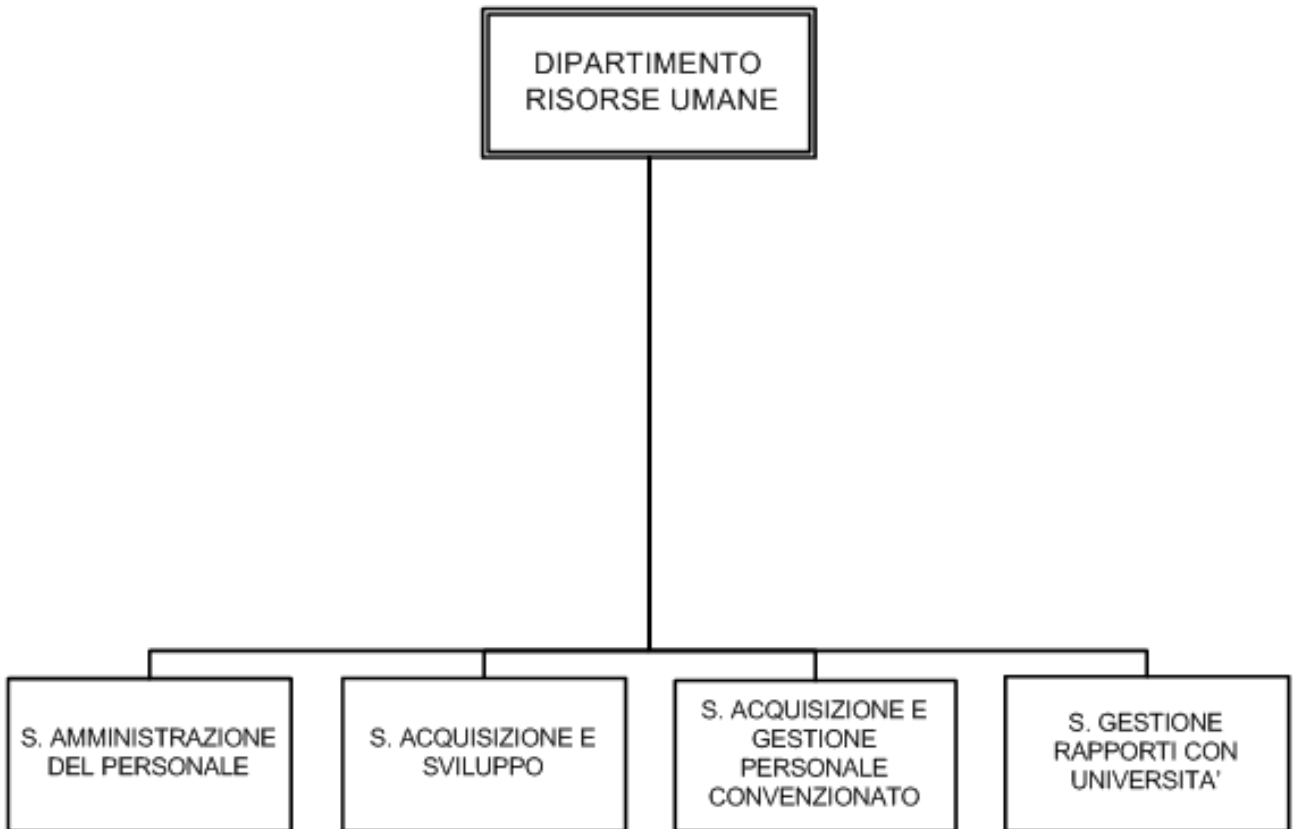 DIPARTIMENTO
RISORSE UMANE
S. AMMINISTRAZIONE
DEL PERSONALE
S. ACQUISIZIONE E
SVILUPPO
S. ACQUISIZIONE E
GESTIONE
PERSONALE
CONVENZIONATO
S. GESTIONE
RAPPORTI CON
UNIVERSITA'